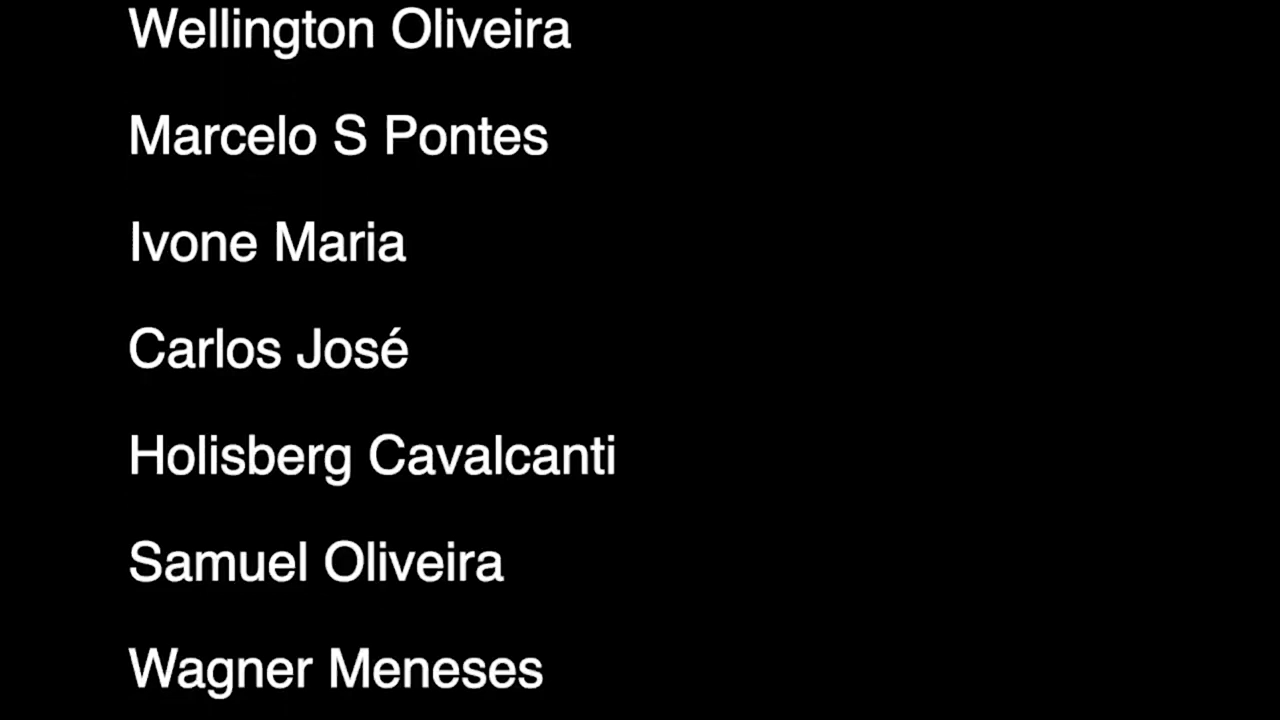 Wellington Oliveira
Marcelo S Pontes
Ivone Maria
Carlos José
Holisberg Cavalcanti
Samuel Oliveira
Wagner Meneses